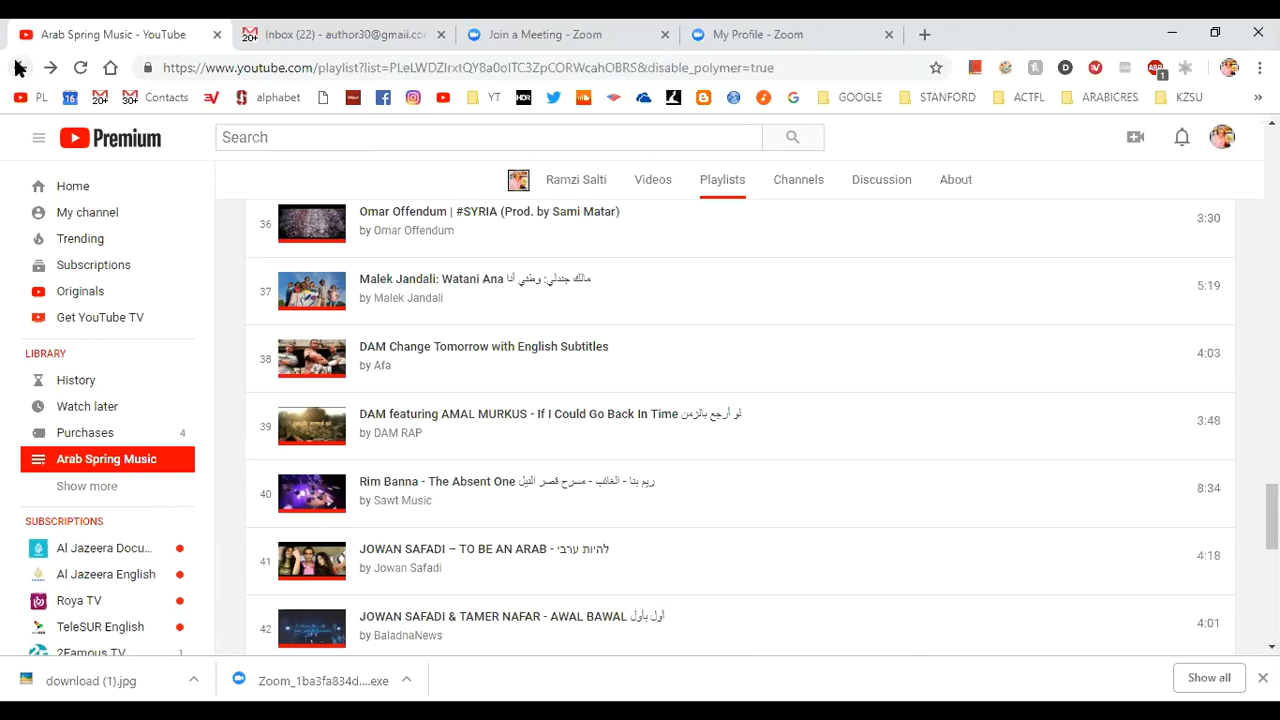 Arab Spring Music - YouTube
Inbox (22) - author30@gmail.co
Join a Meeting - Zoom
My Profile - Zoom
https://www.youtube.com/playlist?list=PLeLWDZIrxtQY8a0oITC3ZpCORWcahOBRS&disable_polymer=true
1
PL
16
20+
30+
Contacts
alphabet
YT
HDR
GOOGLE
STANFORD
ACTFL
ARABICRES
KZSU
»
Premium
Search
Ramzi Salti
Videos
Playlists
Channels
Discussion
About
Home
My channel
Trending
Subscriptions
Originals
Get YouTube TV
LIBRARY
History
Watch later
Purchases 4
Arab Spring Music
Show more
SUBSCRIPTIONS
Al Jazeera Docu...
Al Jazeera English
Roya TV
TeleSUR English
?Famous TV 1
36 Omar Offendum | #SYRIA (Prod. by Sami Matar) 3:30
by Omar Offendum
37 Malek Jandali: Watani Ana مالك جندلي: وطني أنا 5:19
by Malek Jandali
38 DAM Change Tomorrow with English Subtitles 4:03
by Afa
39 DAM featuring AMAL MURKUS - If I Could Go Back In Time لو أرجع بالزمن 3:48
by DAM RAP
40 Rim Banna - The Absent One ريم بنا - الغائب - مسرح قصر النيل 8:34
by Sawt Music
41 JOWAN SAFADI – TO BE AN ARAB - להיות ערבי 4:18
by Jowan Safadi
42 JOWAN SAFADI & TAMER NAFAR - AWAL BAWAL أول بأول 4:01
by BaladnaNews
download (1).jpg
Zoom_1ba3fa834d....exe
Show all